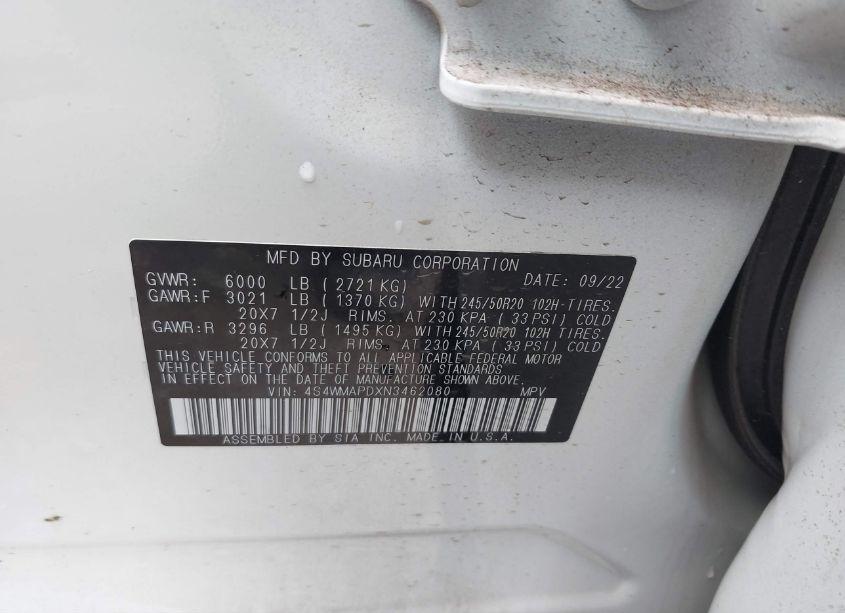 MFD BY SUBARU CORPORATION
GVWR: 6000 LB ( 2721 KG) DATE: 09/22
GAWR:F 3021 LB ( 1370 KG) WITH 245/50R20 102H-TIRES.
20X7 1/2J RIMS. AT 230 KPA ( 33 PSI) COLD
GAWR:R 3296 LB ( 1495 KG) WITH 245/50R20 102H TIRES.
20X7 1/2J RIMS. AT 230 KPA ( 33 PSI) COLD
THIS VEHICLE CONFORMS TO ALL APPLICABLE FEDERAL MOTOR
VEHICLE SAFETY AND THEFT PREVENTION STANDARDS
IN EFFECT ON THE DATE OF MANUFACTURE SHOWN ABOVE.
VIN: 4S4WMAPDXN3462080 MPV
ASSEMBLED BY SIA INC. MADE IN U.S.A.